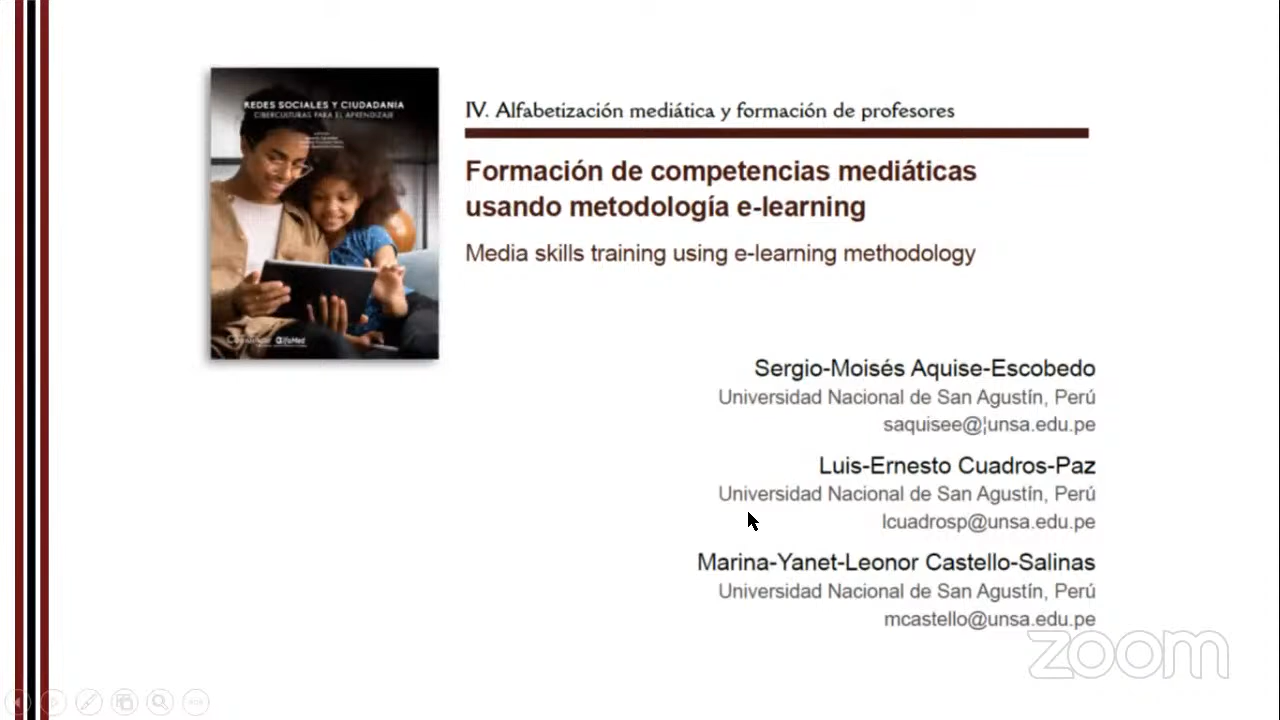 REDES SOCIALES Y CIUDADANÍA
CIBERCULTURAS PARA EL APRENDIZAJE
IV. Alfabetización mediática y formación de profesores
Formación de competencias mediáticas
usando metodología e-learning
Media skills training using e-learning methodology
Sergio-Moisés Aquise-Escobedo
Universidad Nacional de San Agustín, Perú
saquisee@¦unsa.edu.pe
Luis-Ernesto Cuadros-Paz
Universidad Nacional de San Agustín, Perú
lcuadrosp@unsa.edu.pe
Marina-Yanet-Leonor Castello-Salinas
Universidad Nacional de San Agustín, Perú
mcastello@unsa.edu.pe
zoom